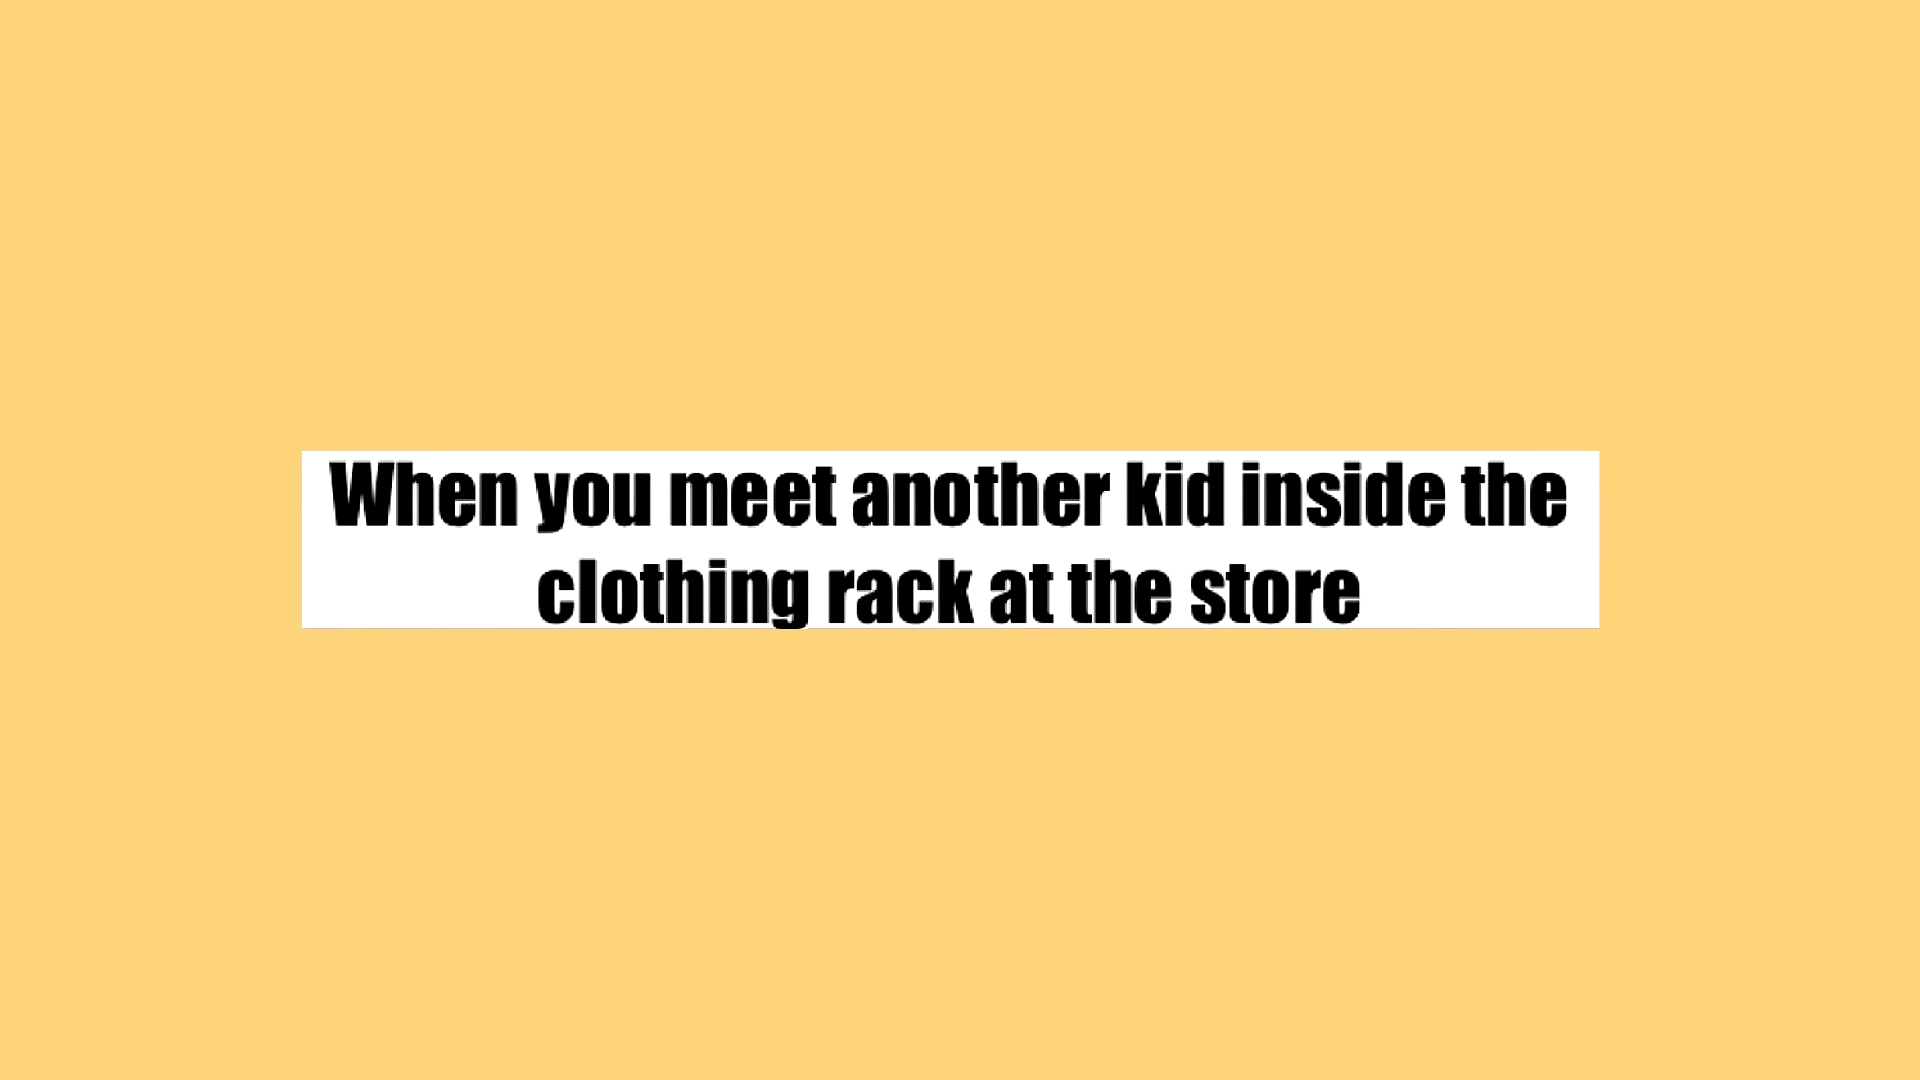 When you meet another kid inside the
clothing rack at the store